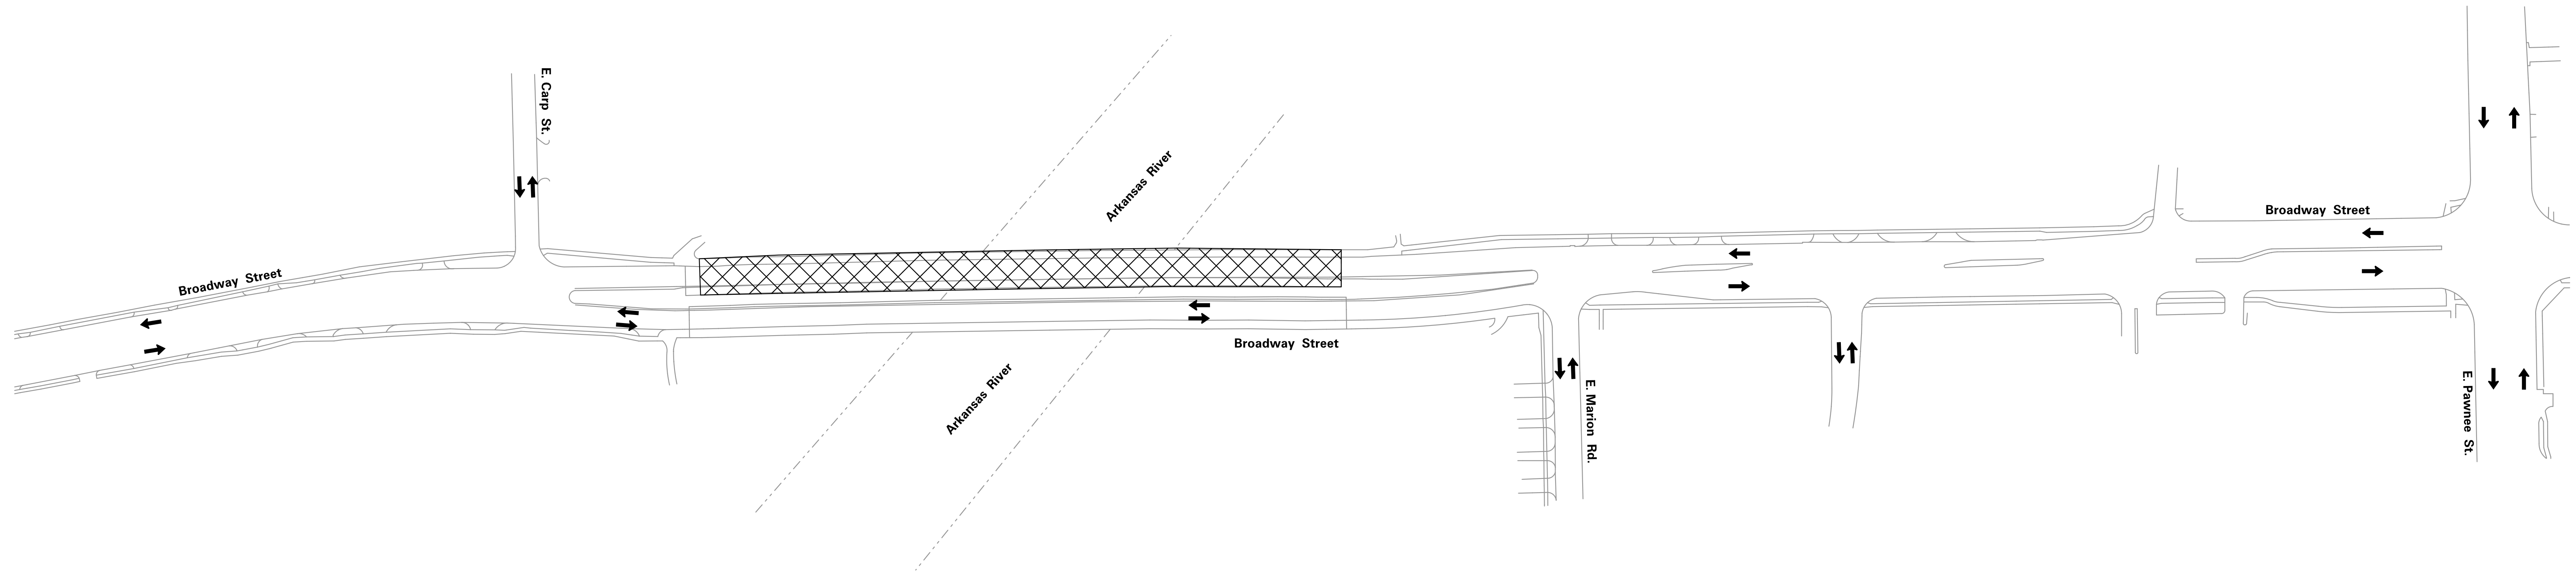 E. Carp St.
Broadway Street
Arkansas River
Arkansas River
Broadway Street
E. Marion Rd.
Broadway Street
E. Pawnee St.